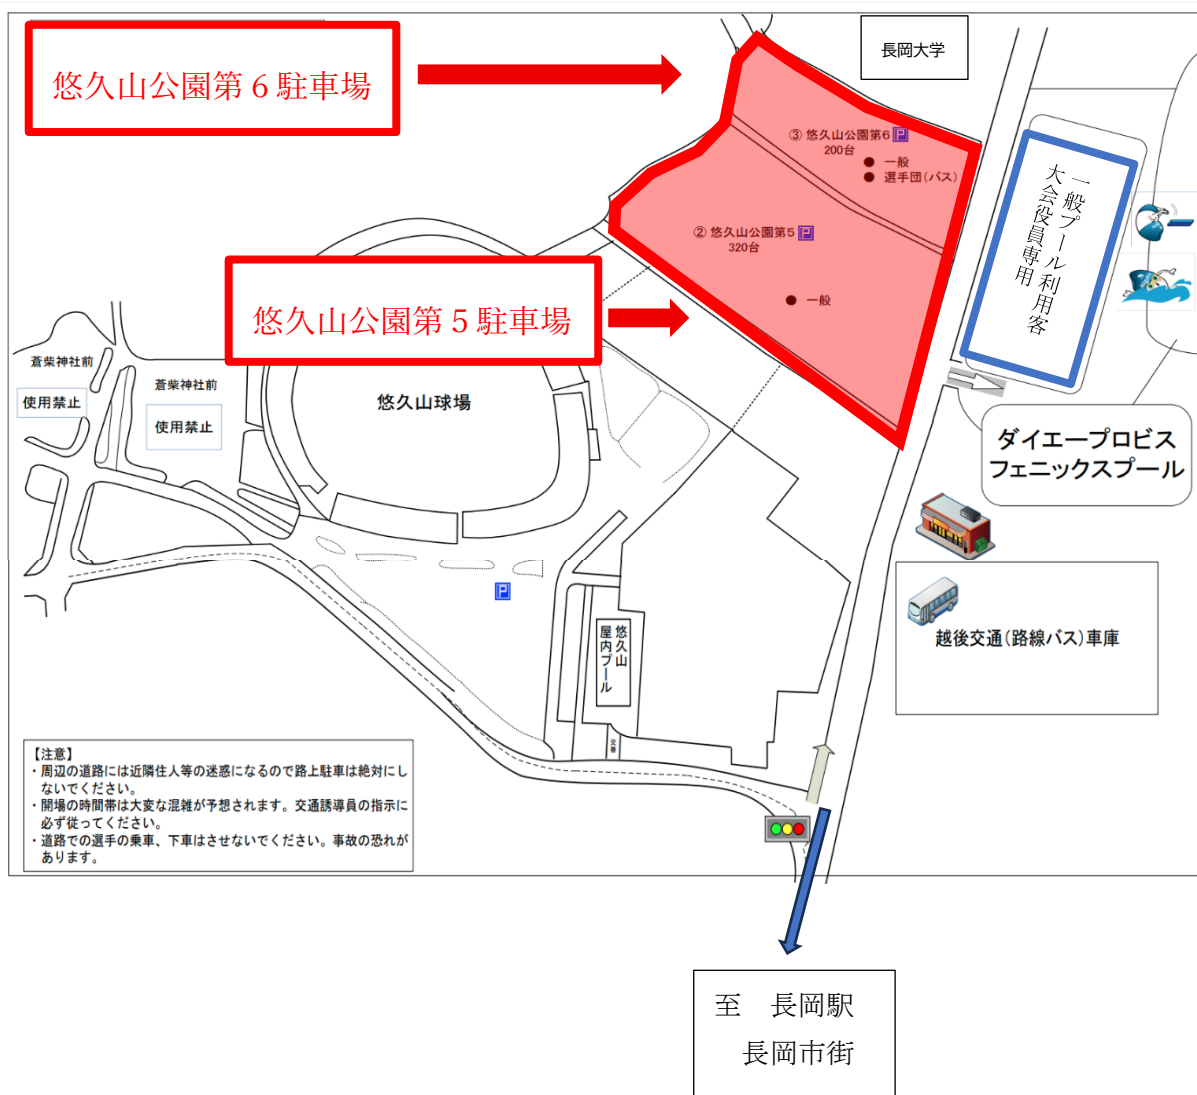 悠久山公園第６駐車場
長岡大学
③ 悠久山公園第6 P
200台
● 一般
● 選手団(バス)
一般プール利用客
大会役員専用
② 悠久山公園第5 P
320台
● 一般
悠久山公園第５駐車場
蒼柴神社前
使用禁止
蒼柴神社前
使用禁止
悠久山球場
ダイエープロビス
フェニックスプール
P
越後交通(路線バス)車庫
悠久山
屋内プール
交番
【注意】
・周辺の道路には近隣住人等の迷惑になるので路上駐車は絶対にし
ないでください。
・開場の時間帯は大変な混雑が予想されます。交通誘導員の指示に
必ず従ってください。
・道路での選手の乗車、下車はさせないでください。事故の恐れが
あります。
至　長岡駅
長岡市街